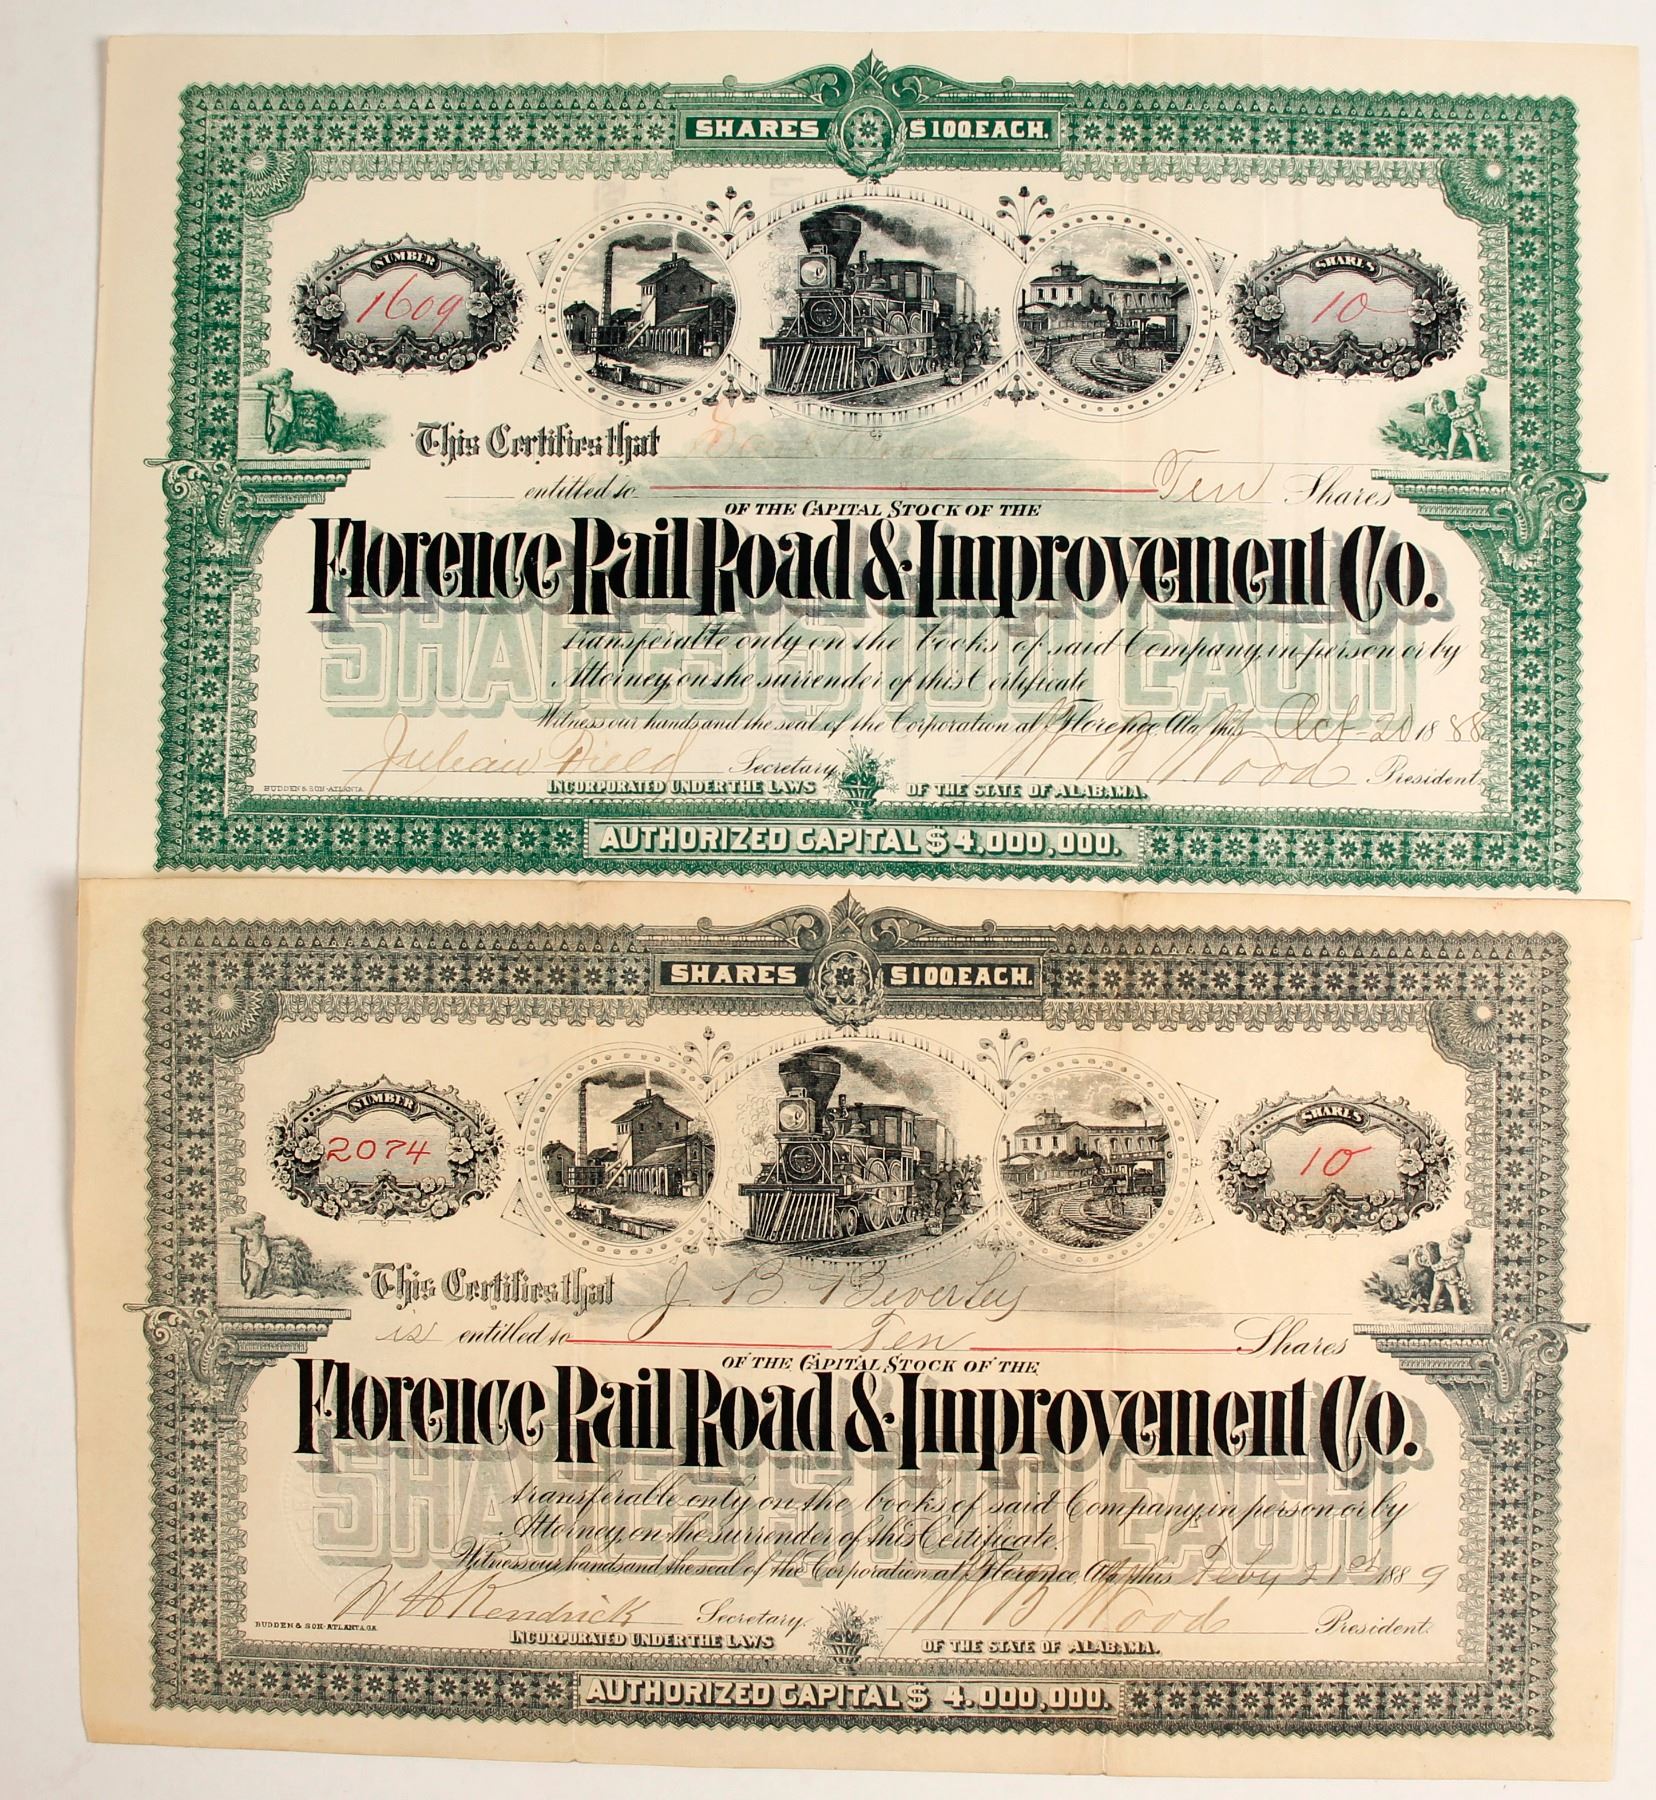 SHARES $100.EACH.
NUMBER SHARES
1609 10
This Certifies that
entitled to Ten Shares
OF THE CAPITAL STOCK OF THE
Florence Rail Road & Improvement Co.
SHARES $100 EACH
transferable only on the books of said Company, in person or by
Attorney, on the surrender of this Certificate
Witness our hands and the seal of the Corporation at Florence, Ala this Oct 20 1888
Julian Field Secretary W B Wood President
BUDDEN & SON-ATLANTA. INCORPORATED UNDER THE LAWS OF THE STATE OF ALABAMA.
AUTHORIZED CAPITAL $ 4,000,000.
SHARES $100.EACH.
NUMBER SHARES
2074 10
This Certifies that J. B. Beverley
is entitled to Ten Shares
OF THE CAPITAL STOCK OF THE
Florence Rail Road & Improvement Co.
SHARES $100 EACH
transferable only on the books of said Company, in person or by
Attorney, on the surrender of this Certificate.
Witness our hands and the seal of the Corporation at Florence, Ala this Feby 21st 1889
W H Kendrick Secretary. W B Wood President.
BUDDEN & SON-ATLANTA.GA. INCORPORATED UNDER THE LAWS OF THE STATE OF ALABAMA.
AUTHORIZED CAPITAL $ 4.000,000.